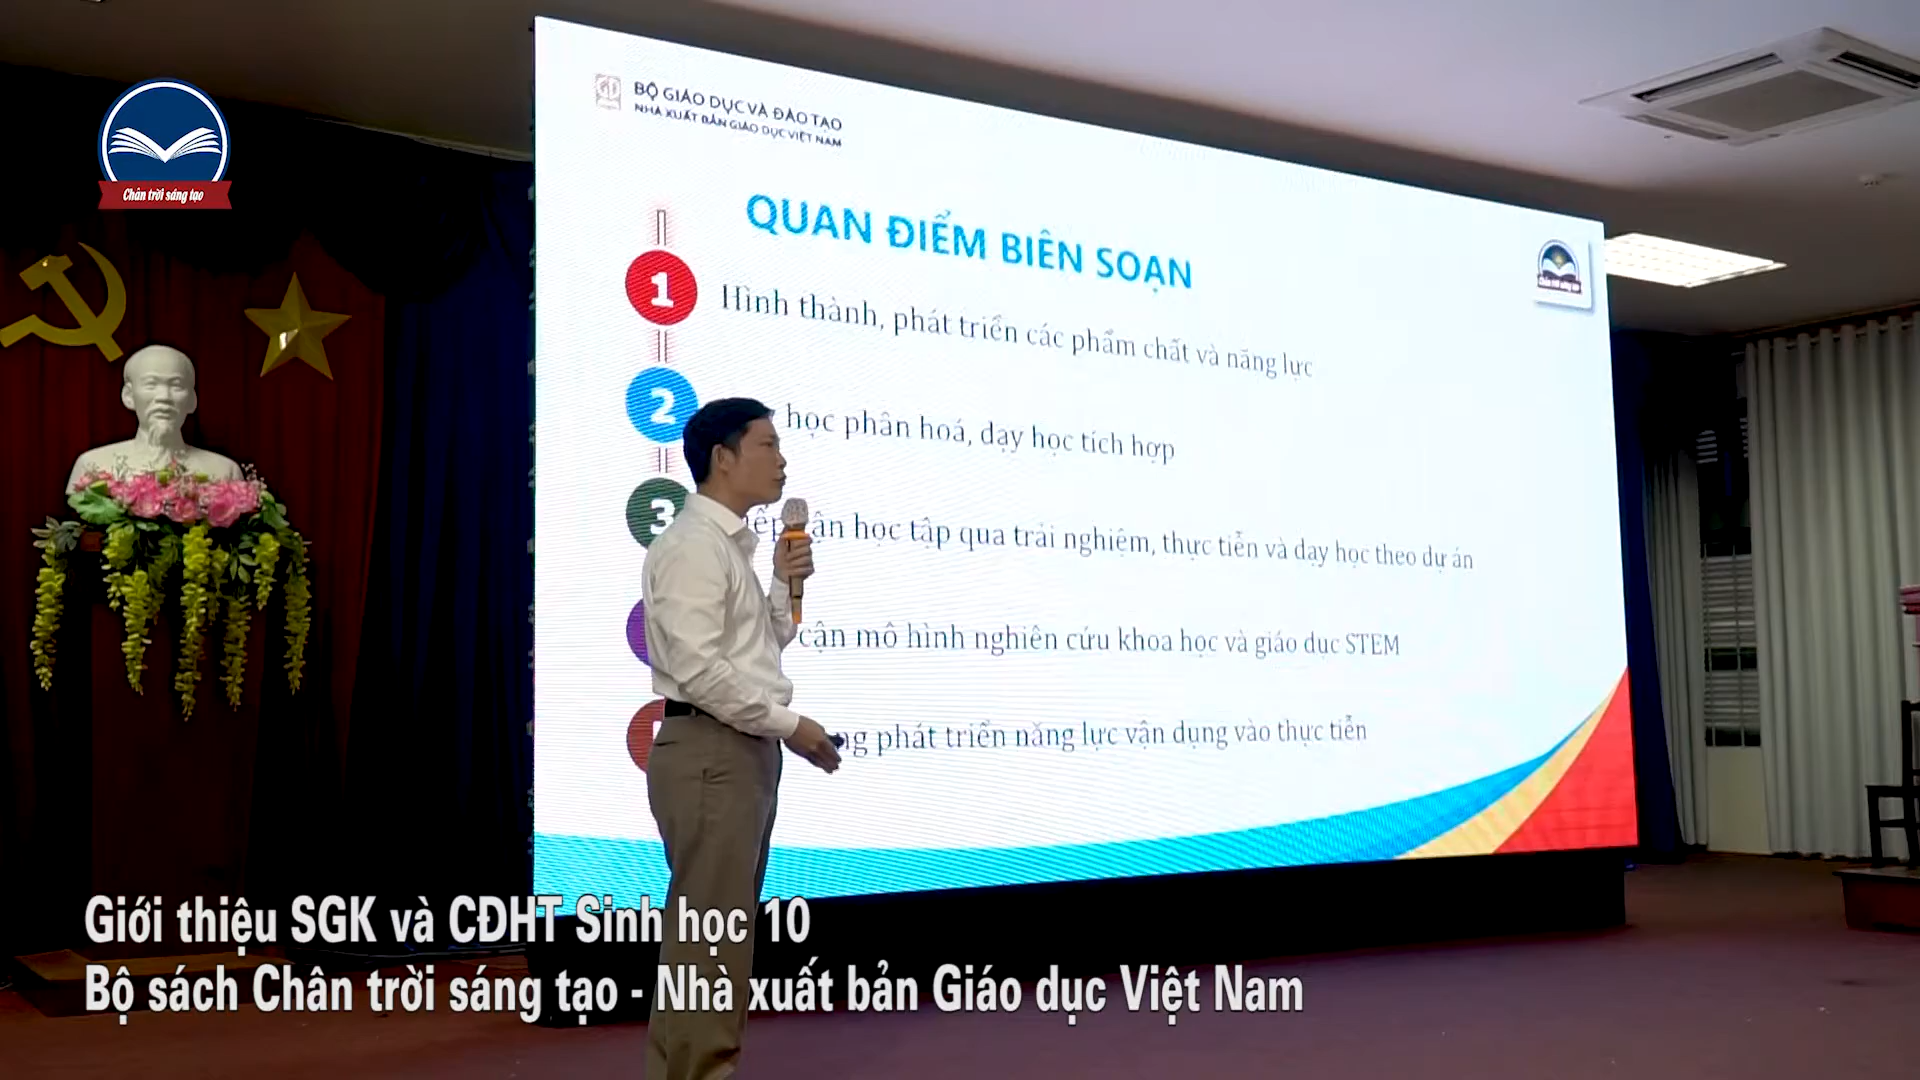 Chân trời sáng tạo
BỘ GIÁO DỤC VÀ ĐÀO TẠO
NHÀ XUẤT BẢN GIÁO DỤC VIỆT NAM
QUAN ĐIỂM BIÊN SOẠN
Chân trời sáng tạo
1 Hình thành, phát triển các phẩm chất và năng lực
2 học phân hoá, dạy học tích hợp
3 học tập qua trải nghiệm, thực tiễn và dạy học theo dự án
cận mô hình nghiên cứu khoa học và giáo dục STEM
phát triển năng lực vận dụng vào thực tiễn
Giới thiệu SGK và CĐHT Sinh học 10
Bộ sách Chân trời sáng tạo - Nhà xuất bản Giáo dục Việt Nam